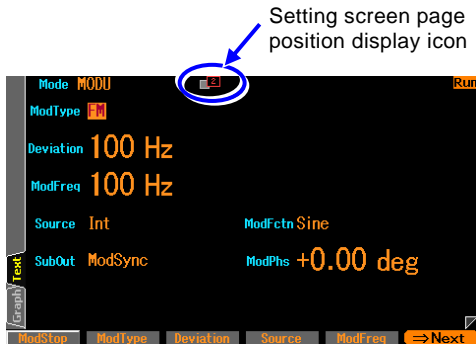 Setting screen page
position display icon
Mode MODU 2 Run
ModType FM
Deviation 100 Hz
ModFreq 100 Hz
Source Int ModFctn Sine
SubOut ModSync ModPhs +0.00 deg
Text
Graph
ModStop ModType Deviation Source ModFreq ⇒Next